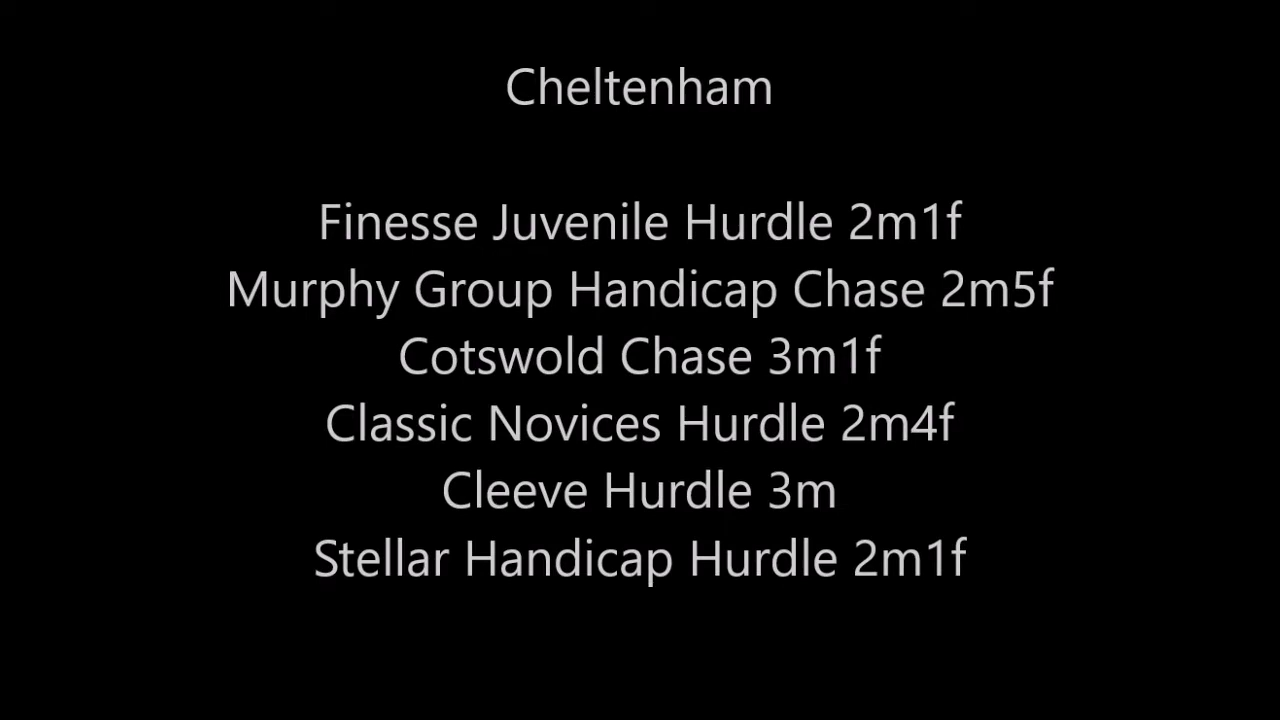 Cheltenham
Finesse Juvenile Hurdle 2m1f
Murphy Group Handicap Chase 2m5f
Cotswold Chase 3m1f
Classic Novices Hurdle 2m4f
Cleeve Hurdle 3m
Stellar Handicap Hurdle 2m1f